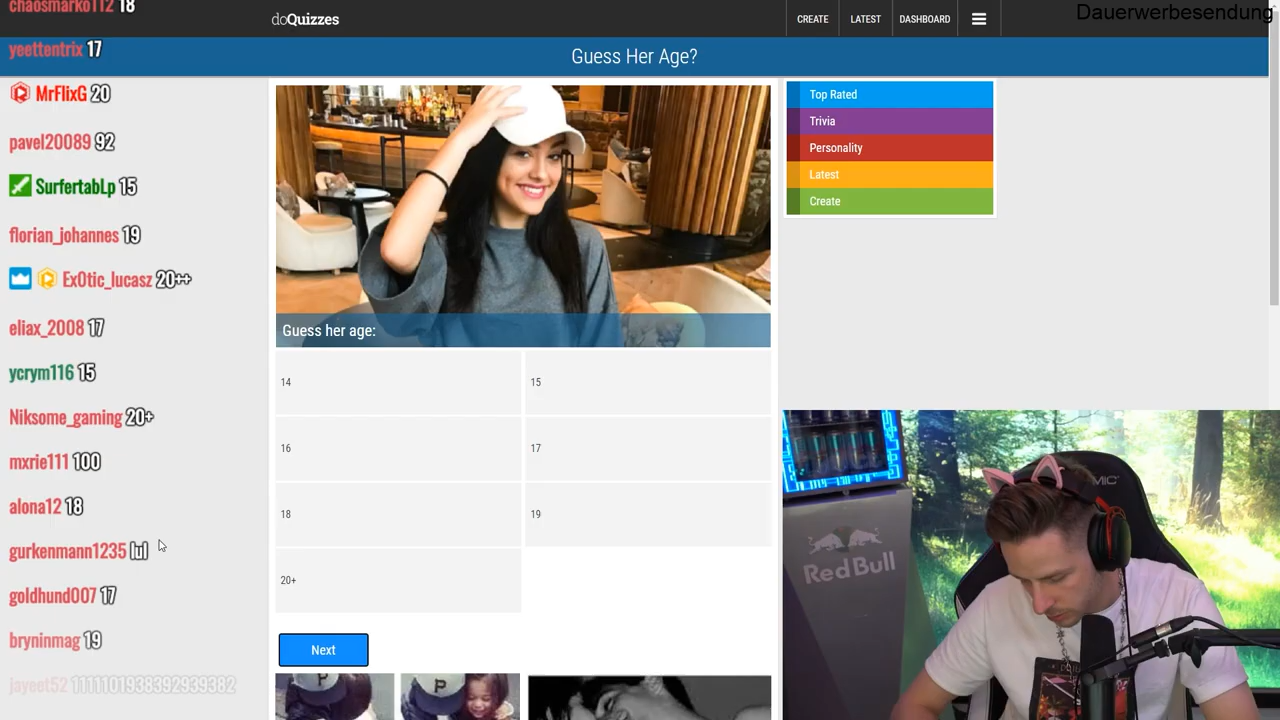 chaosmarko112 18
yeettentrix 17
MrFlixG 20
pavel20089 92
SurfertabLp 15
florian_johannes 19
Ex0tic_lucasz 20++
eliax_2008 17
ycrym116 15
Niksome_gaming 20+
mxrie111 100
alona12 18
gurkenmann1235 lul
goldhund007 17
bryninmag 19
jayeet52 1111101938392939382
doQuizzes
CREATE
LATEST
DASHBOARD
Dauerwerbesendung
Guess Her Age?
Guess her age:
14
15
16
17
18
19
20+
Next
Top Rated
Trivia
Personality
Latest
Create
Red Bull